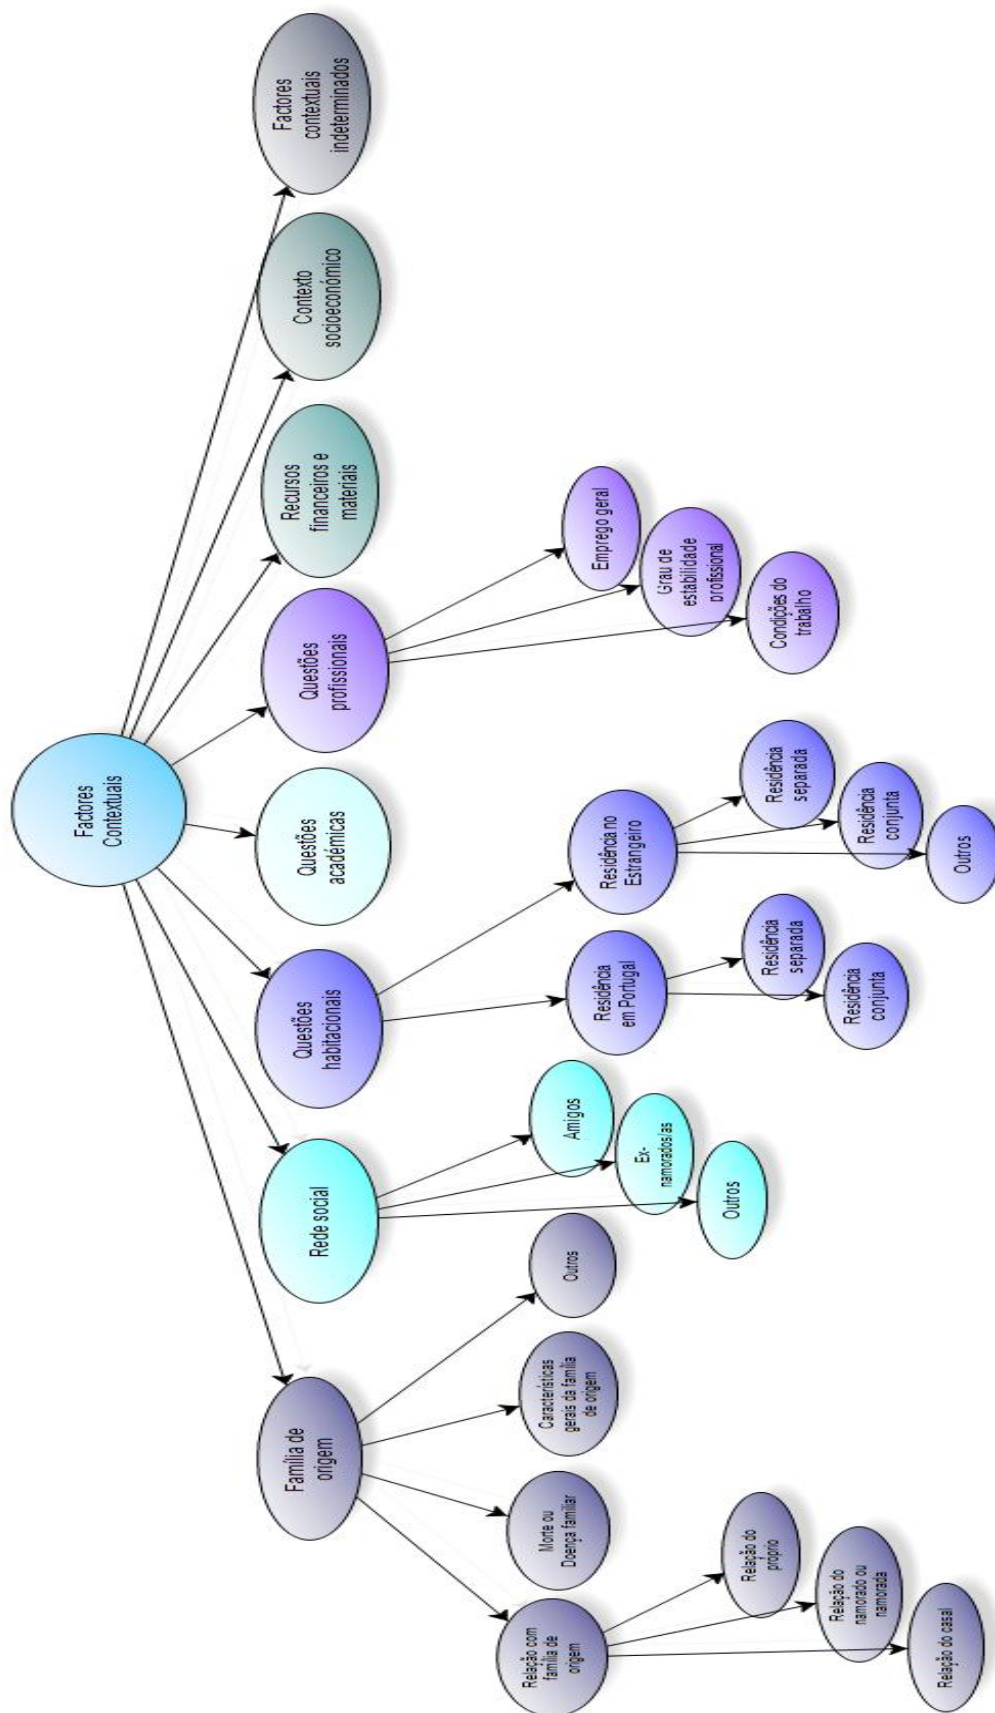 Factores
Contextuais
Família de
origem
Rede social
Questões
habitacionais
Questões
académicas
Questões
profissionais
Recursos
financeiros e
materiais
Contexto
socioeconómico
Factores
contextuais
indeterminados
Relação com
família de
origem
Morte ou
Doença familiar
Características
gerais da família
de origem
Outros
Amigos
Ex-
namorados/as
Outros
Residência
em Portugal
Residência no
Estrangeiro
Emprego geral
Grau de
estabilidade
profissional
Condições do
trabalho
Relação do
próprio
Relação do
namorado ou
namorada
Relação do casal
Residência
separada
Residência
conjunta
Residência
separada
Residência
conjunta
Outros